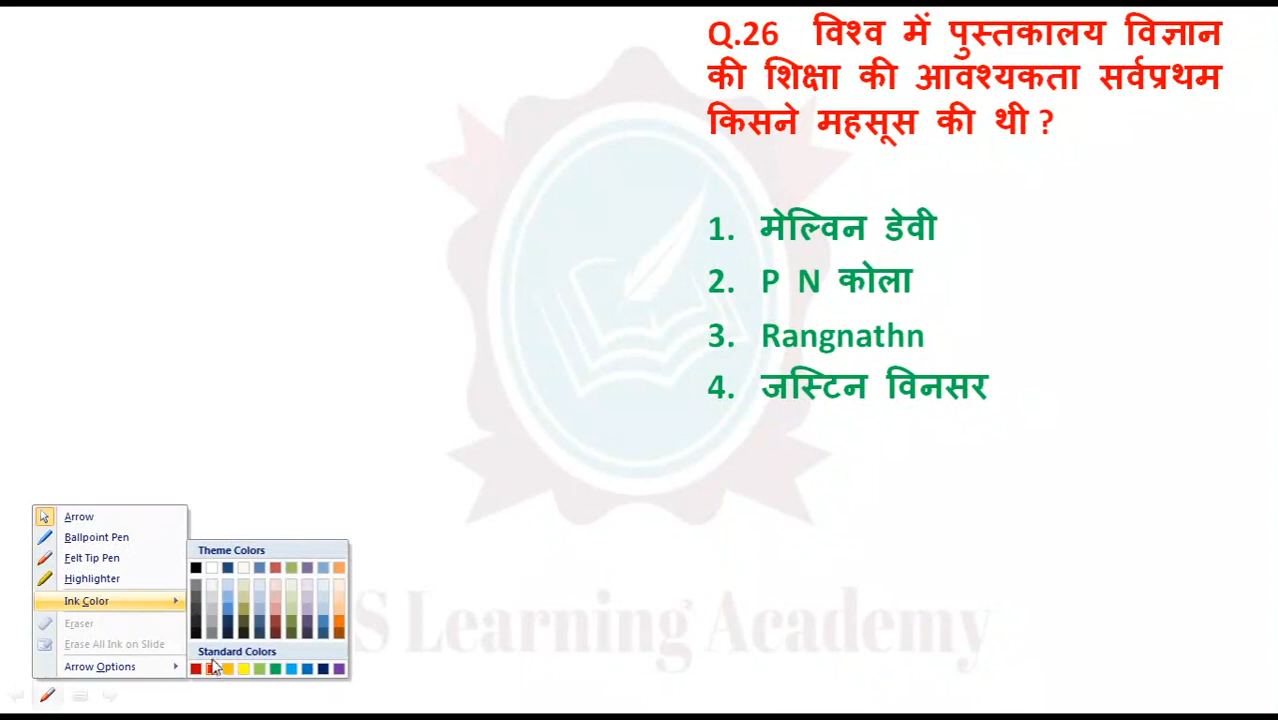 Q.26 विश्व में पुस्तकालय विज्ञान
की शिक्षा की आवश्यकता सर्वप्रथम
किसने महसूस की थी ?
1. मेल्विन डेवी
2. P N कोला
3. Rangnathn
4. जस्टिन विनसर
Arrow
Ballpoint Pen
Felt Tip Pen
Highlighter
Ink Color
Eraser
Erase All Ink on Slide
Arrow Options
Theme Colors
Standard Colors
S Learning Academy